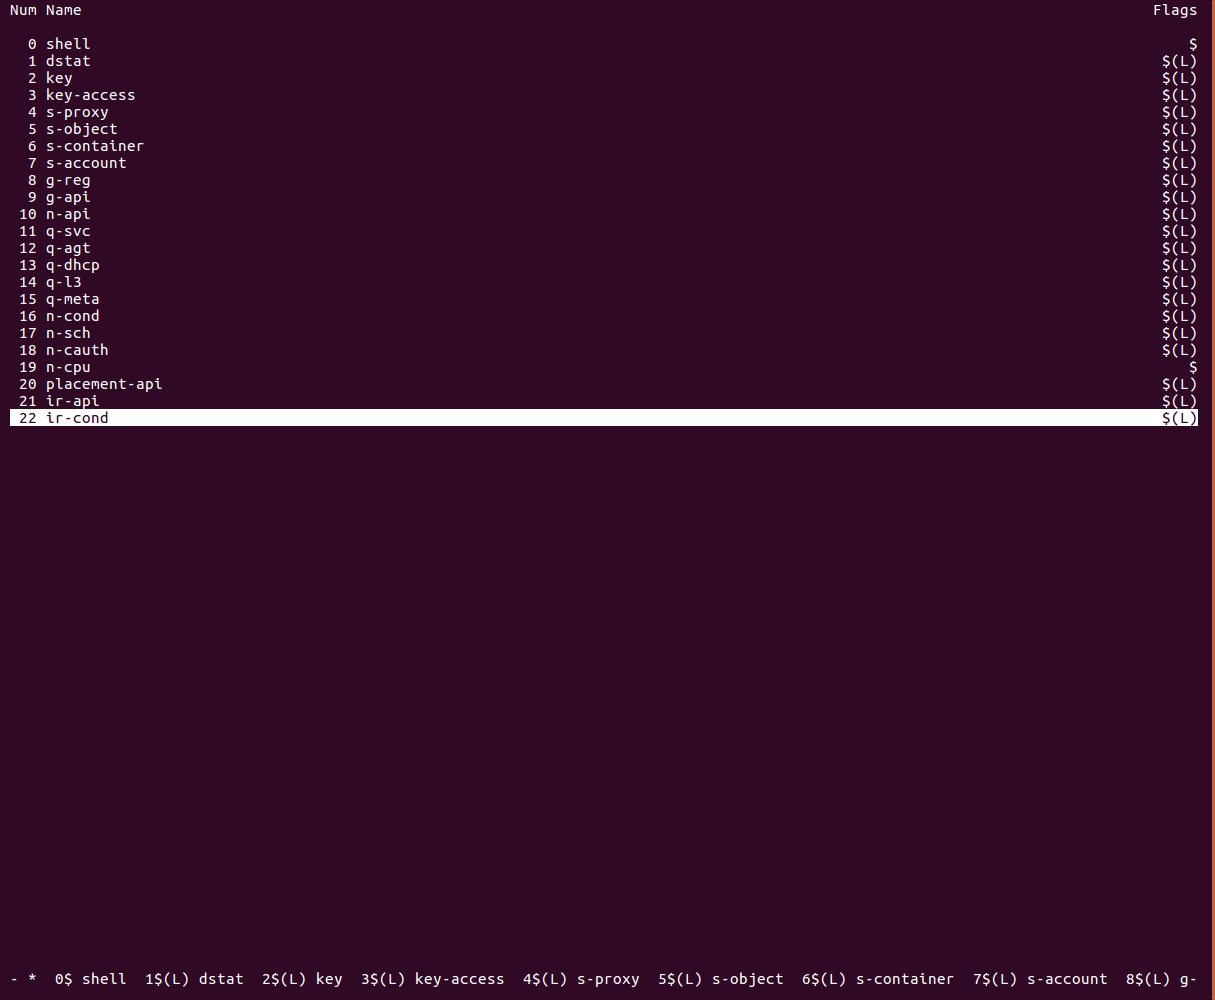 Num Name Flags
0 shell $
1 dstat $(L)
2 key $(L)
3 key-access $(L)
4 s-proxy $(L)
5 s-object $(L)
6 s-container $(L)
7 s-account $(L)
8 g-reg $(L)
9 g-api $(L)
10 n-api $(L)
11 q-svc $(L)
12 q-agt $(L)
13 q-dhcp $(L)
14 q-l3 $(L)
15 q-meta $(L)
16 n-cond $(L)
17 n-sch $(L)
18 n-cauth $(L)
19 n-cpu $
20 placement-api $(L)
21 ir-api $(L)
22 ir-cond $(L)
- * 0$ shell 1$(L) dstat 2$(L) key 3$(L) key-access 4$(L) s-proxy 5$(L) s-object 6$(L) s-container 7$(L) s-account 8$(L) g-